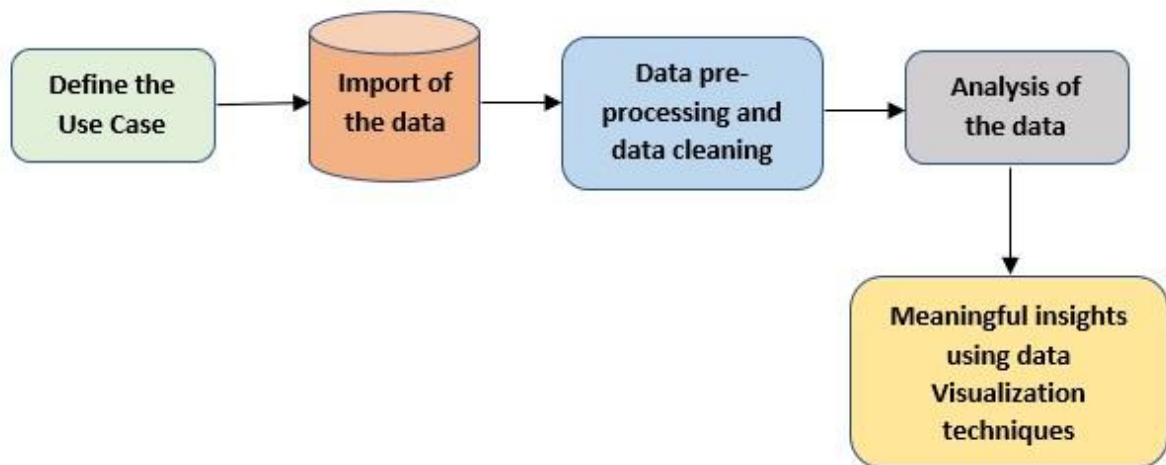 Define the
Use Case
Import of
the data
Data pre-
processing and
data cleaning
Analysis of
the data
Meaningful insights
using data
Visualization
techniques